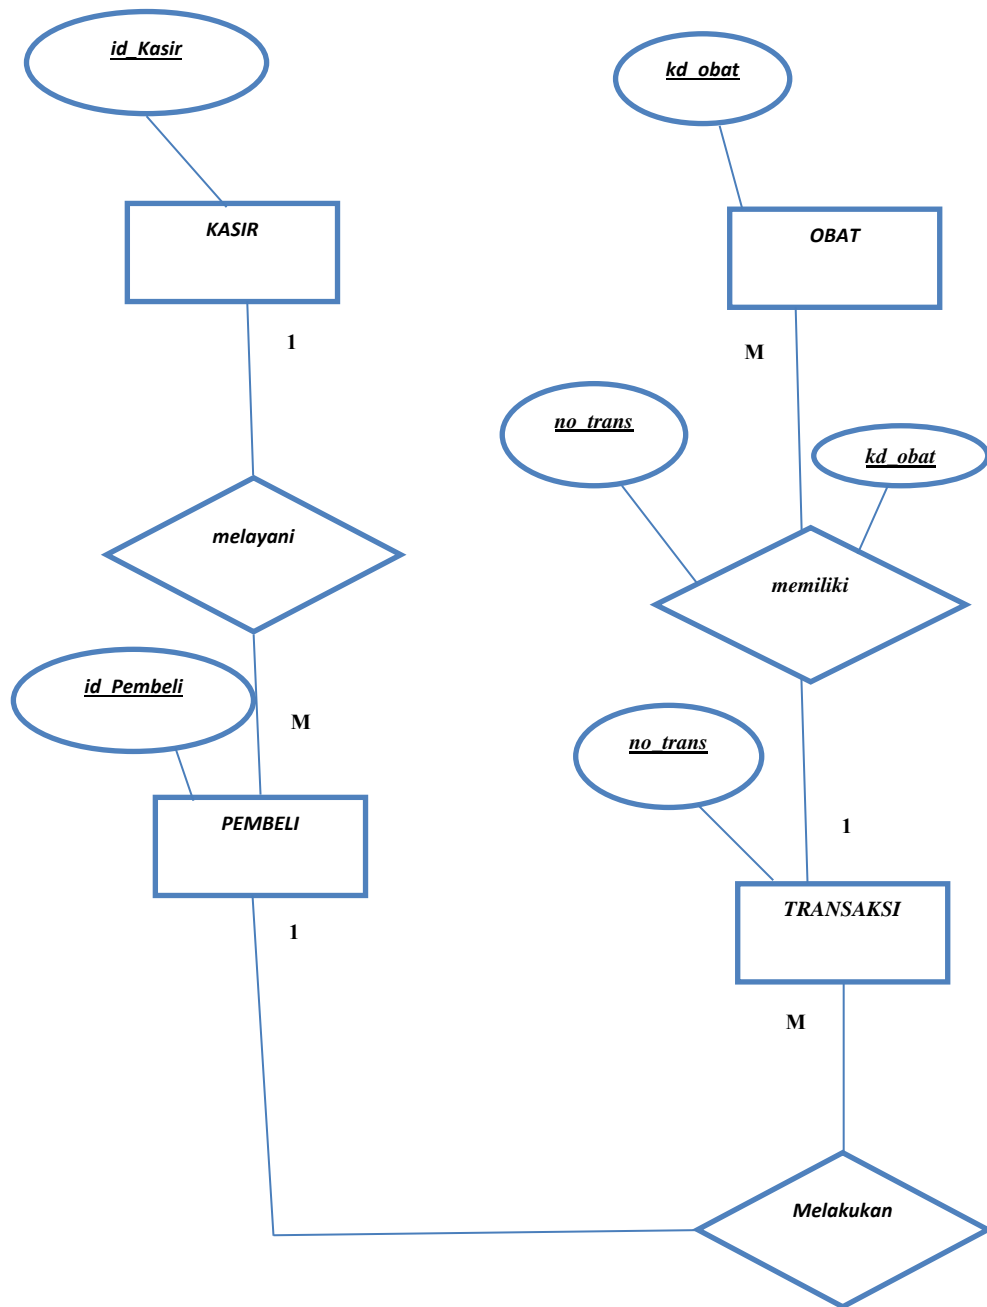 id_Kasir
kd_obat
KASIR
OBAT
1
M
no_trans
kd_obat
melayani
memiliki
id_Pembeli
M
no_trans
PEMBELI
1
TRANSAKSI
1
M
Melakukan